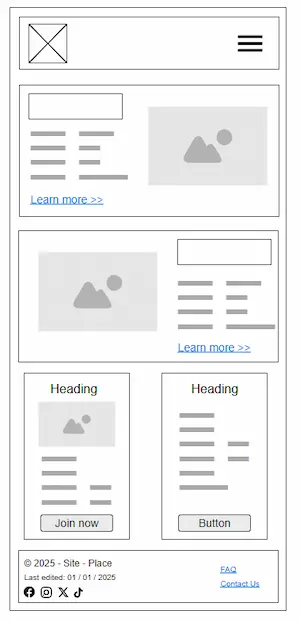 Learn more >>
Learn more >>
Heading
Join now
Heading
Button
© 2025 - Site - Place
Last edited: 01 / 01 / 2025
FAQ
Contact Us